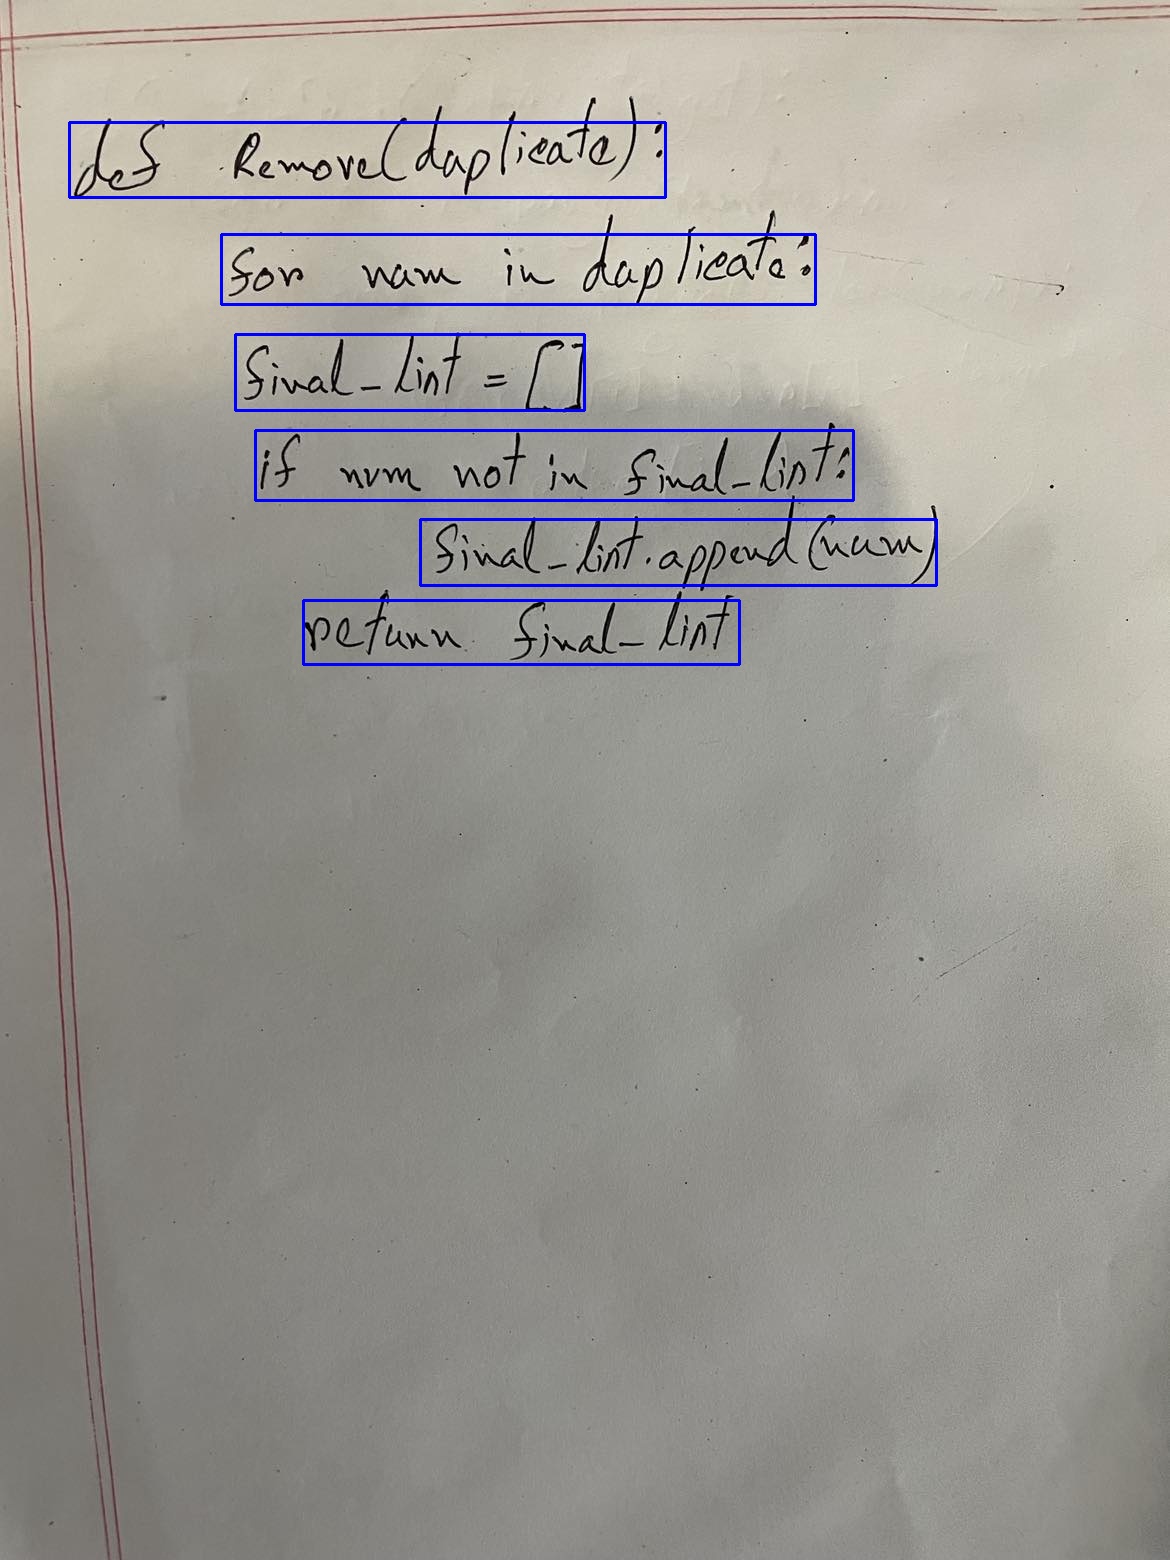 def Remove(duplicate):
for num in duplicate:
final_list = []
if num not in final_list:
final_list.append(num)
return final_list